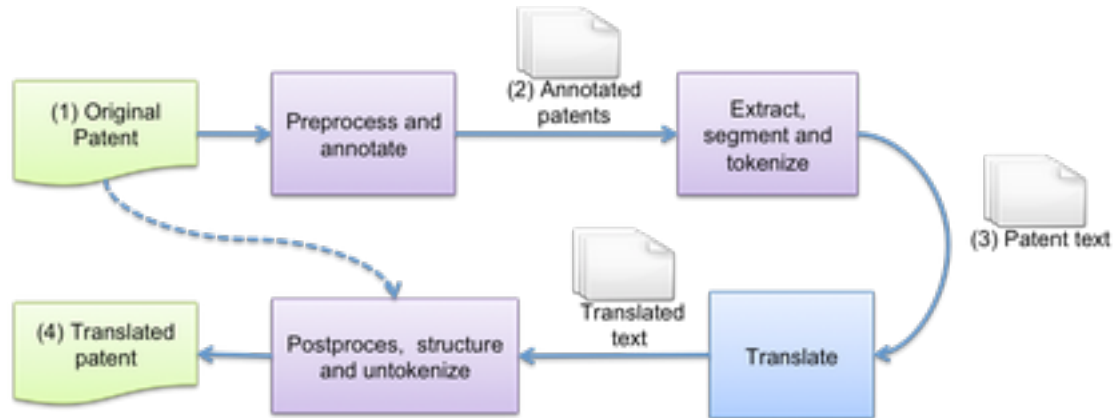 (1) Original
Patent
Preprocess and
annotate
(2) Annotated
patents
Extract,
segment and
tokenize
(3) Patent text
Translate
Translated
text
Postproces, structure
and untokenize
(4) Translated
patent